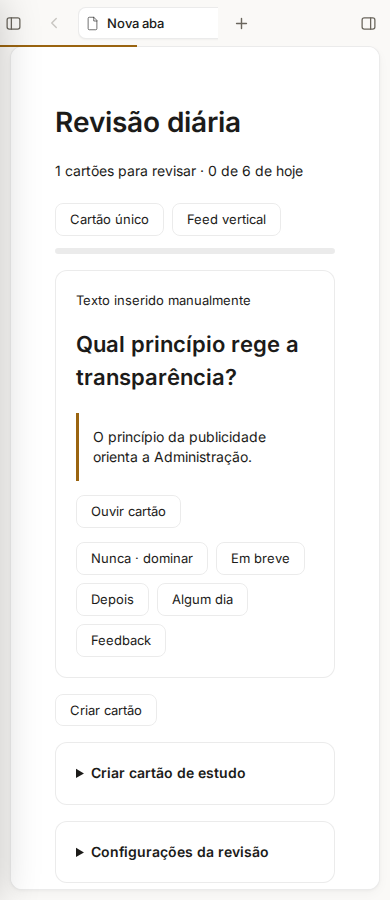 Nova aba
Revisão diária
1 cartões para revisar · 0 de 6 de hoje
Cartão único
Feed vertical
Texto inserido manualmente
Qual princípio rege a
transparência?
O princípio da publicidade
orienta a Administração.
Ouvir cartão
Nunca · dominar
Em breve
Depois
Algum dia
Feedback
Criar cartão
Criar cartão de estudo
Configurações da revisão